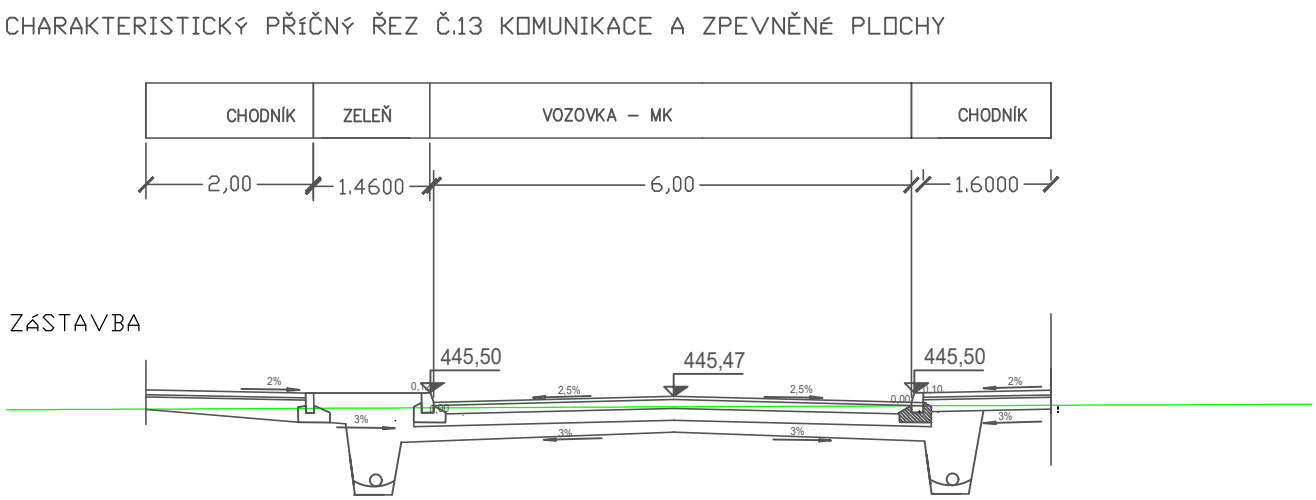 CHARAKTERISTICKÝ PŘÍČNÝ ŘEZ Č.13 KOMUNIKACE A ZPEVNĚNÉ PLOCHY
CHODNÍK ZELEŇ VOZOVKA – MK CHODNÍK
2,00 1.4600 6,00 1.6000
ZÁSTAVBA
445,50 445,47 445,50
2% 2,5% 2,5% 0,10 2%
0,00 0,00
3% 3% 3% 3%